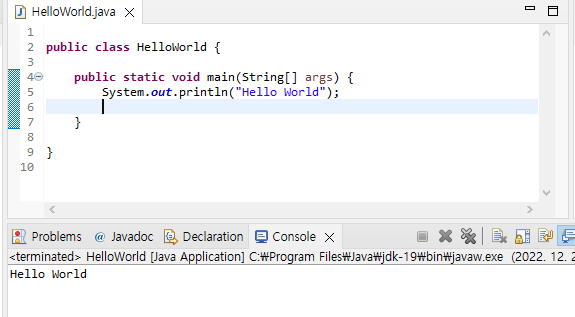 HelloWorld.java
1
2 public class HelloWorld {
3
4 public static void main(String[] args) {
5 System.out.println("Hello World");
6
7 }
8
9 }
10
Problems @ Javadoc Declaration Console
<terminated> HelloWorld [Java Application] C:₩Program Files₩Java₩jdk-19₩bin₩javaw.exe (2022. 12. 2
Hello World